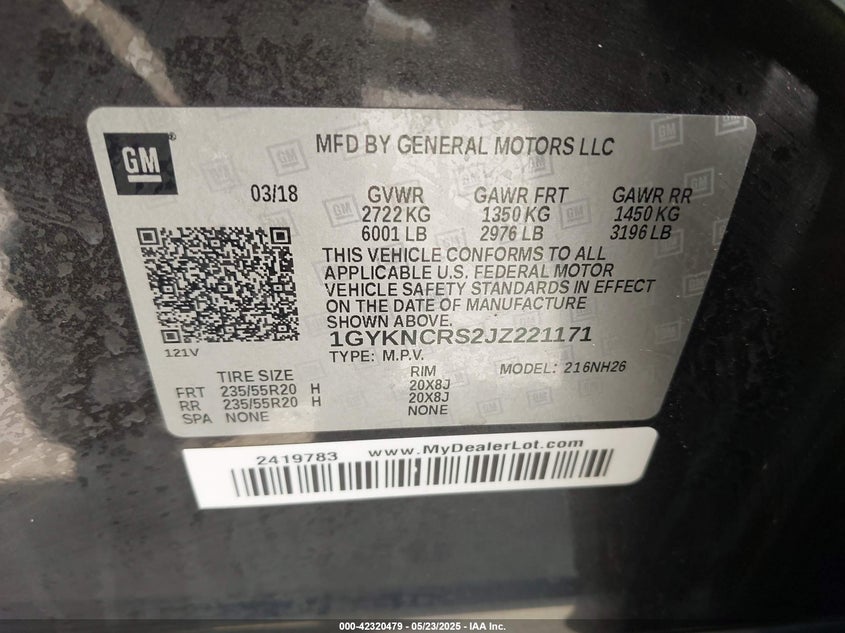 GM®
MFD BY GENERAL MOTORS LLC
03/18 GVWR GAWR FRT GAWR RR
2722 KG 1350 KG 1450 KG
6001 LB 2976 LB 3196 LB
THIS VEHICLE CONFORMS TO ALL
APPLICABLE U.S. FEDERAL MOTOR
VEHICLE SAFETY STANDARDS IN EFFECT
ON THE DATE OF MANUFACTURE
SHOWN ABOVE.
1GYKNCRS2JZ221171
121V
TYPE: M.P.V. MODEL: 216NH26
TIRE SIZE RIM
FRT 235/55R20 H 20X8J
RR 235/55R20 H 20X8J
SPA NONE NONE
2419783 www.MyDealerLot.com
000-42320479 - 05/23/2025 - IAA Inc.